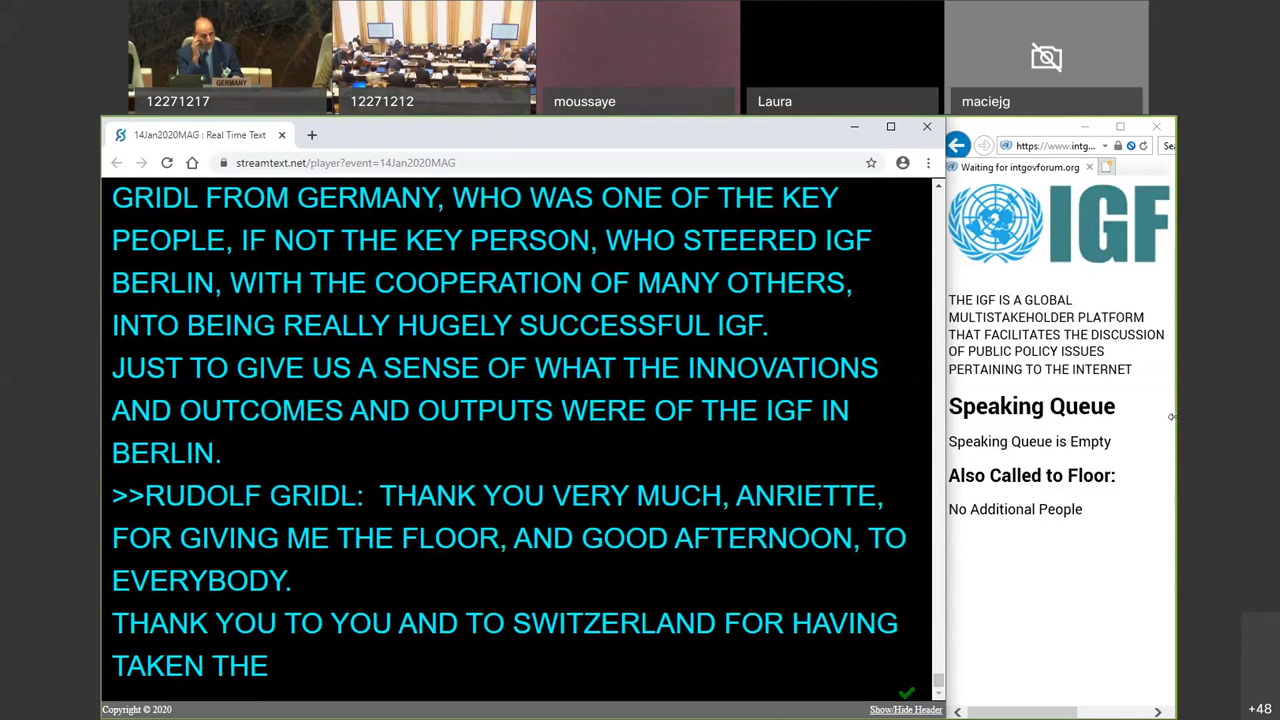 GERMANY
12271217
12271212
moussaye
Laura
maciejg
14Jan2020MAG : Real Time Text
streamtext.net/player?event=14Jan2020MAG
GRIDL FROM GERMANY, WHO WAS ONE OF THE KEY
PEOPLE, IF NOT THE KEY PERSON, WHO STEERED IGF
BERLIN, WITH THE COOPERATION OF MANY OTHERS,
INTO BEING REALLY HUGELY SUCCESSFUL IGF.
JUST TO GIVE US A SENSE OF WHAT THE INNOVATIONS
AND OUTCOMES AND OUTPUTS WERE OF THE IGF IN
BERLIN.
>>RUDOLF GRIDL:  THANK YOU VERY MUCH, ANRIETTE,
FOR GIVING ME THE FLOOR, AND GOOD AFTERNOON, TO
EVERYBODY.
THANK YOU TO YOU AND TO SWITZERLAND FOR HAVING
TAKEN THE
Copyright © 2020
Show/Hide Header
https://www.intg...
Sea
Waiting for intgovforum.org
IGF
THE IGF IS A GLOBAL
MULTISTAKEHOLDER PLATFORM
THAT FACILITATES THE DISCUSSION
OF PUBLIC POLICY ISSUES
PERTAINING TO THE INTERNET
Speaking Queue
Speaking Queue is Empty
Also Called to Floor:
No Additional People
+48